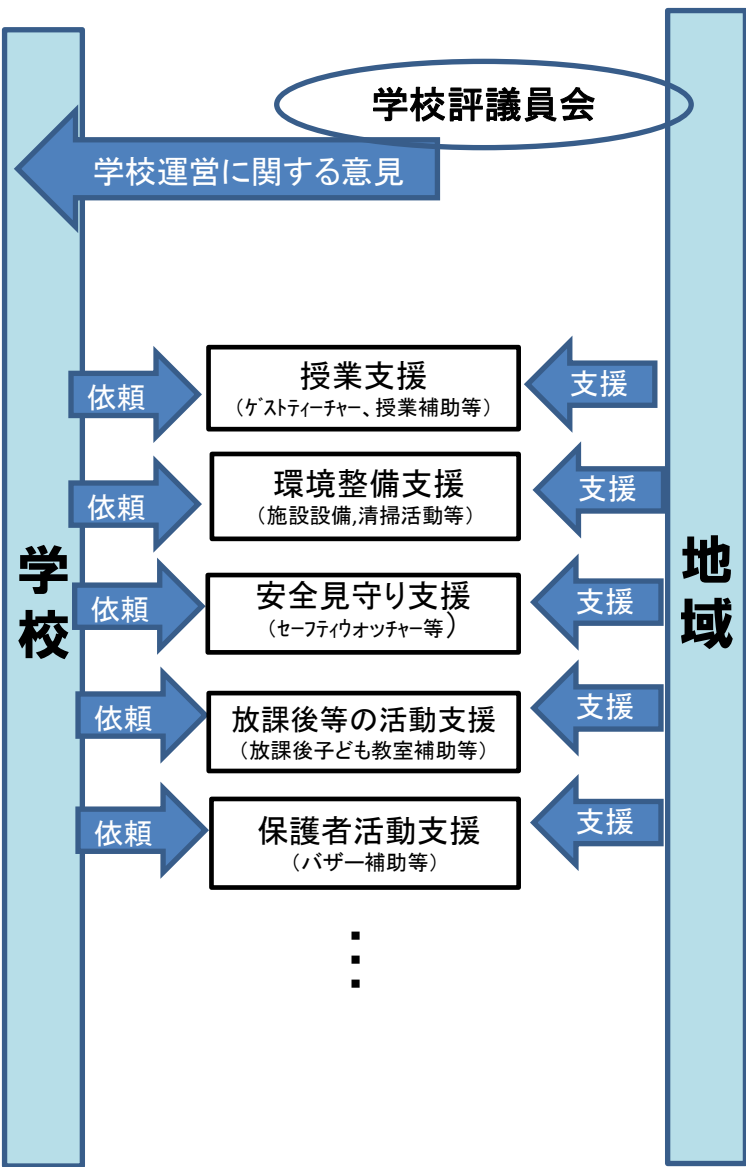 学校評議員会
学校運営に関する意見
学校
地域
依頼
授業支援
（ｹﾞｽﾄﾃｨｰﾁｬｰ、授業補助等）
支援
依頼
環境整備支援
（施設設備,清掃活動等）
支援
依頼
安全見守り支援
（ｾｰﾌﾃｨｳｵｯﾁｬｰ等）
支援
依頼
放課後等の活動支援
（放課後子ども教室補助等）
支援
依頼
保護者活動支援
（バザー補助等）
支援
⋮